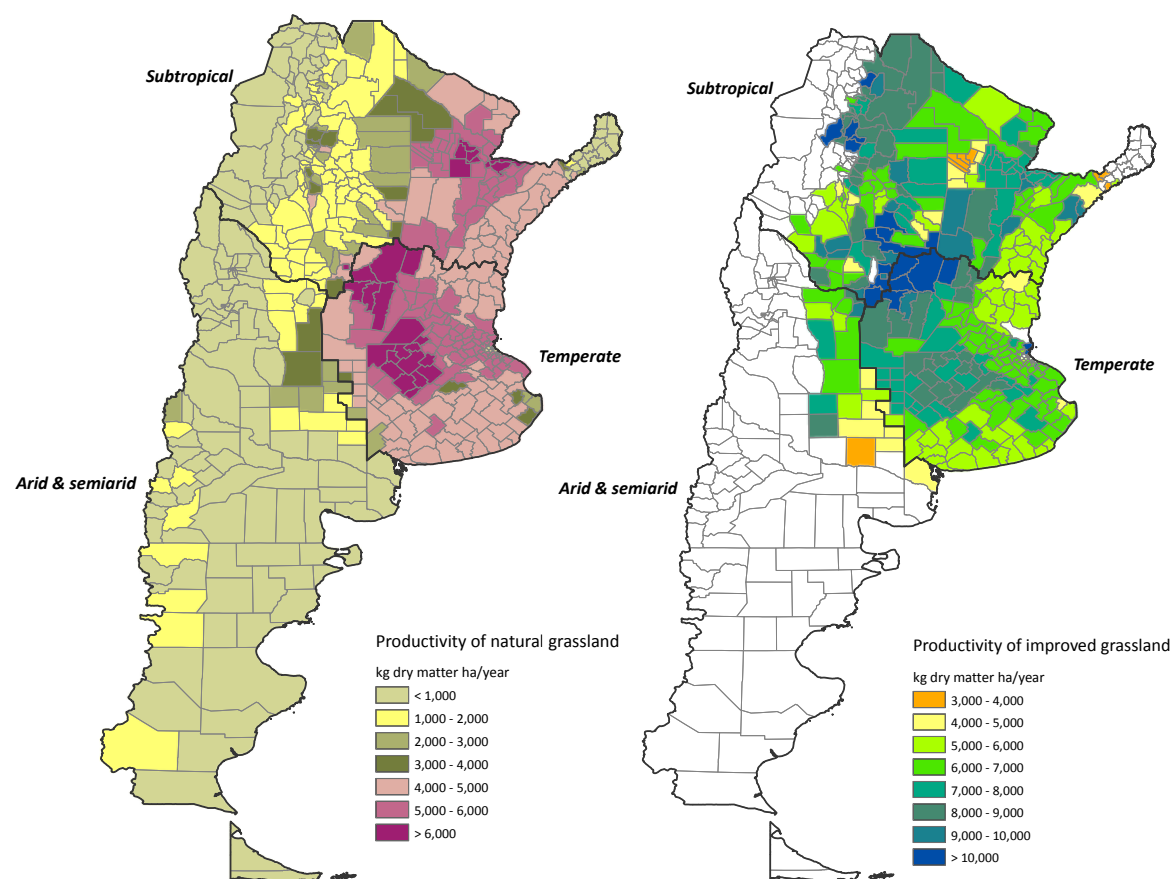 Subtropical
Temperate
Arid & semiarid
Productivity of natural grassland
kg dry matter ha/year
< 1,000
1,000 - 2,000
2,000 - 3,000
3,000 - 4,000
4,000 - 5,000
5,000 - 6,000
> 6,000
Subtropical
Temperate
Arid & semiarid
Productivity of improved grassland
kg dry matter ha/year
3,000 - 4,000
4,000 - 5,000
5,000 - 6,000
6,000 - 7,000
7,000 - 8,000
8,000 - 9,000
9,000 - 10,000
> 10,000